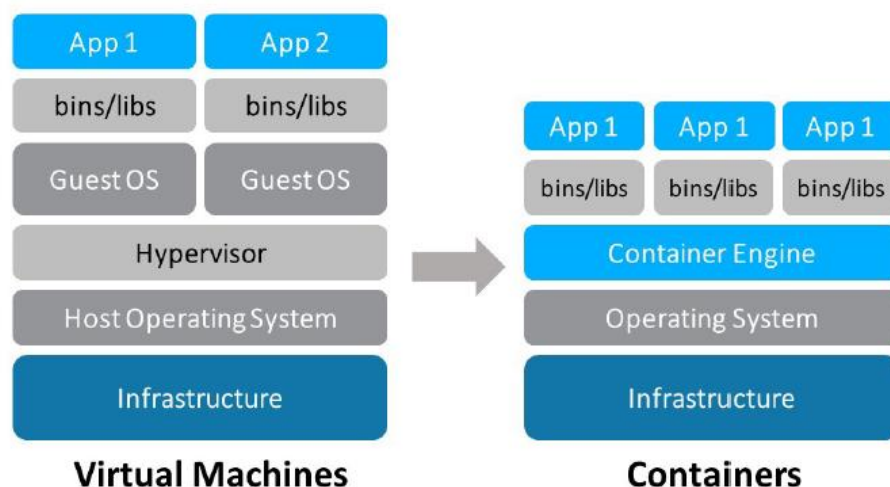 App 1
App 2
bins/libs
bins/libs
Guest OS
Guest OS
Hypervisor
Host Operating System
Infrastructure
Virtual Machines
App 1
App 1
App 1
bins/libs
bins/libs
bins/libs
Container Engine
Operating System
Infrastructure
Containers